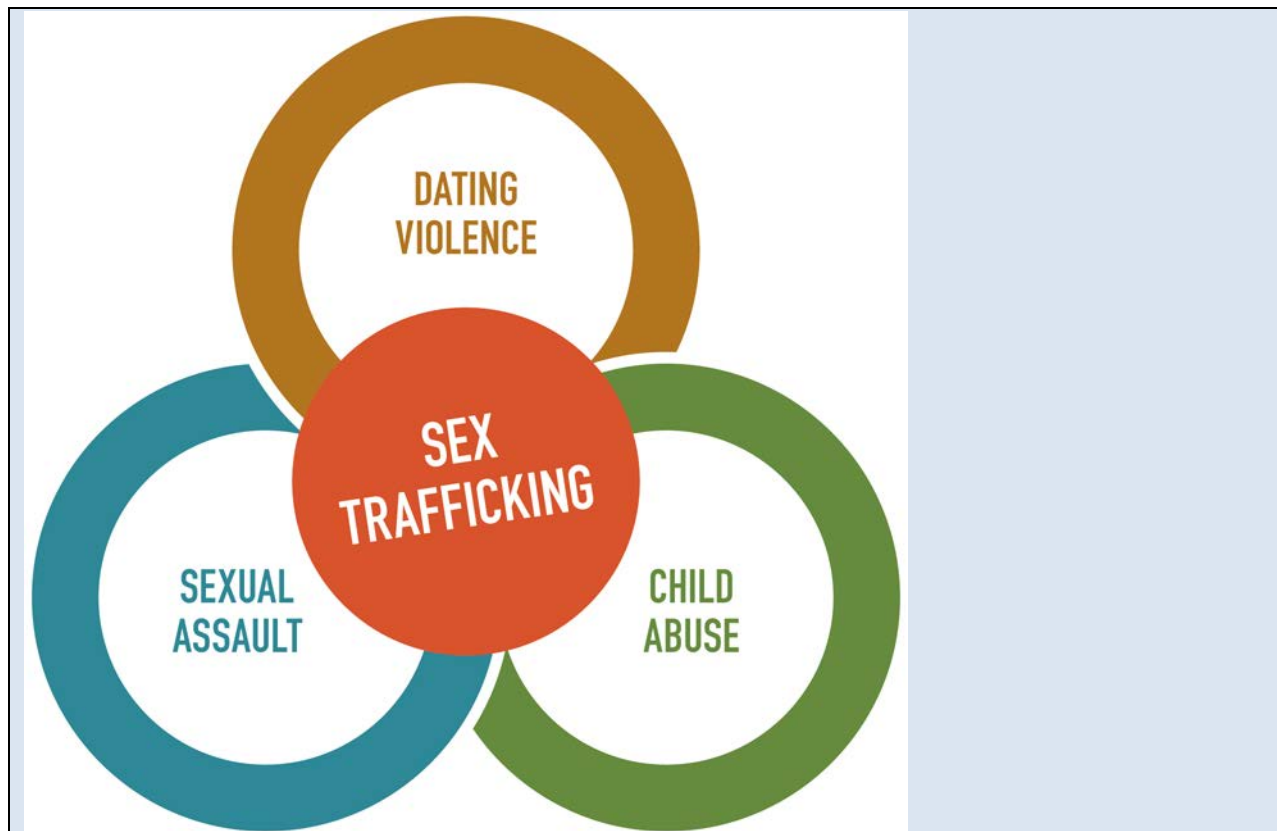 DATING
VIOLENCE
SEX
TRAFFICKING
SEXUAL
ASSAULT
CHILD
ABUSE